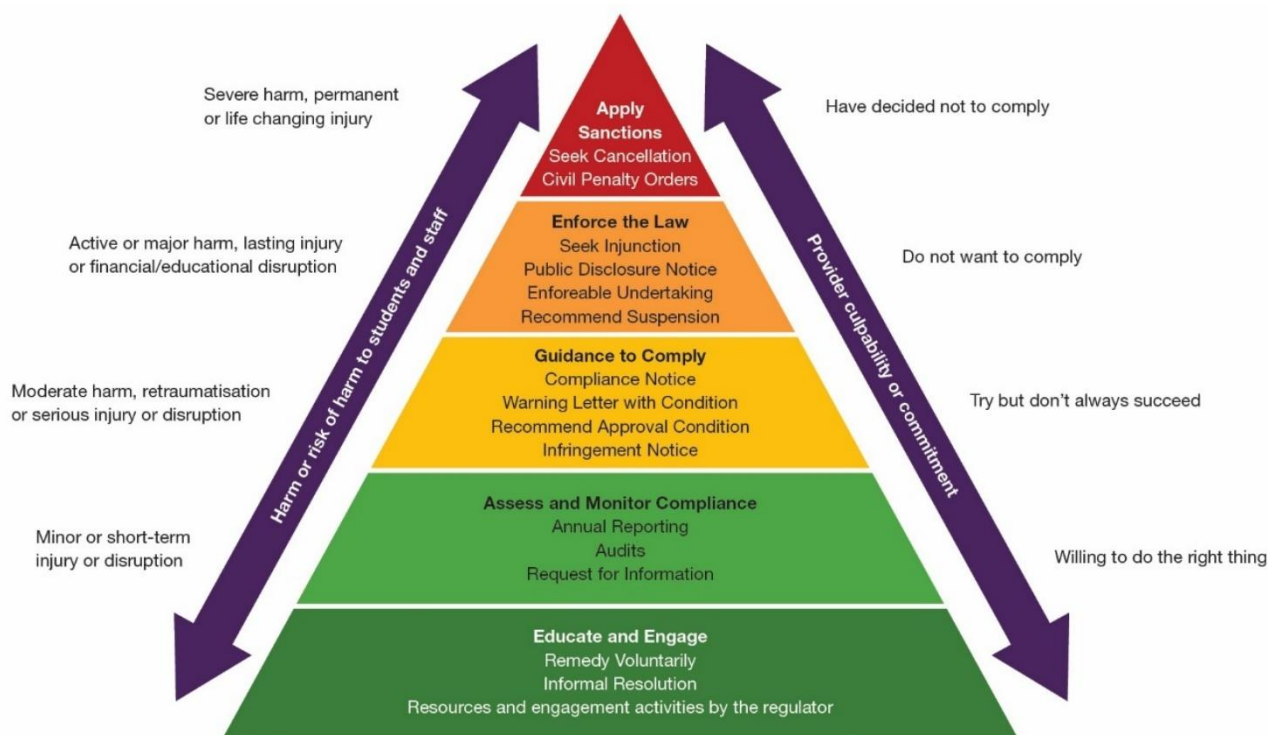 Severe harm, permanent
or life changing injury
Active or major harm, lasting injury
or financial/educational disruption
Moderate harm, retraumatisation
or serious injury or disruption
Minor or short-term
injury or disruption
Harm or risk of harm to students and staff
Apply
Sanctions
Seek Cancellation
Civil Penalty Orders
Enforce the Law
Seek Injunction
Public Disclosure Notice
Enforeable Undertaking
Recommend Suspension
Guidance to Comply
Compliance Notice
Warning Letter with Condition
Recommend Approval Condition
Infringement Notice
Assess and Monitor Compliance
Annual Reporting
Audits
Request for Information
Educate and Engage
Remedy Voluntarily
Informal Resolution
Resources and engagement activities by the regulator
Provider culpability or commitment
Have decided not to comply
Do not want to comply
Try but don’t always succeed
Willing to do the right thing